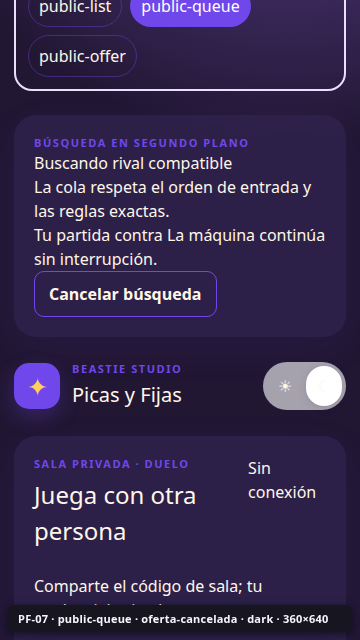 public-list public-queue
public-offer
BÚSQUEDA EN SEGUNDO PLANO
Buscando rival compatible
La cola respeta el orden de entrada y
las reglas exactas.
Tu partida contra La máquina continúa
sin interrupción.
Cancelar búsqueda
BEASTIE STUDIO
Picas y Fijas
SALA PRIVADA · DUELO
Sin
conexión
Juega con otra
persona
Comparte el código de sala; tu
PF-07 · public-queue · oferta-cancelada · dark · 360×640